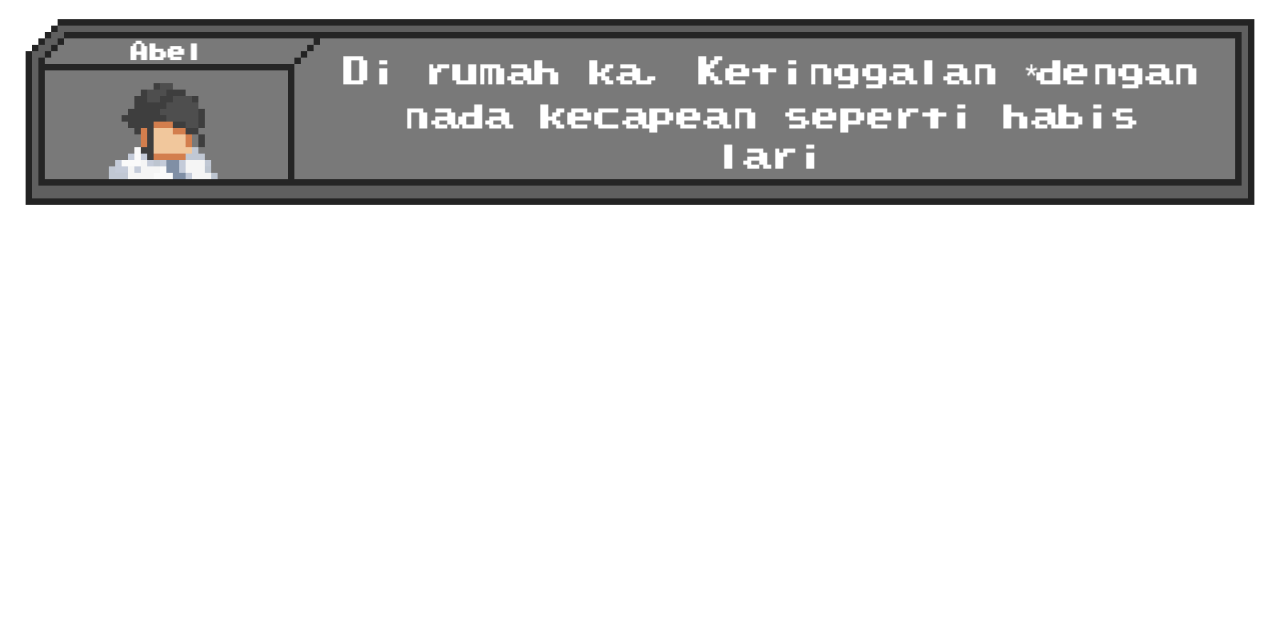 Abel
Di rumah ka. Ketinggalan *dengan
nada kecapean seperti habis
lari